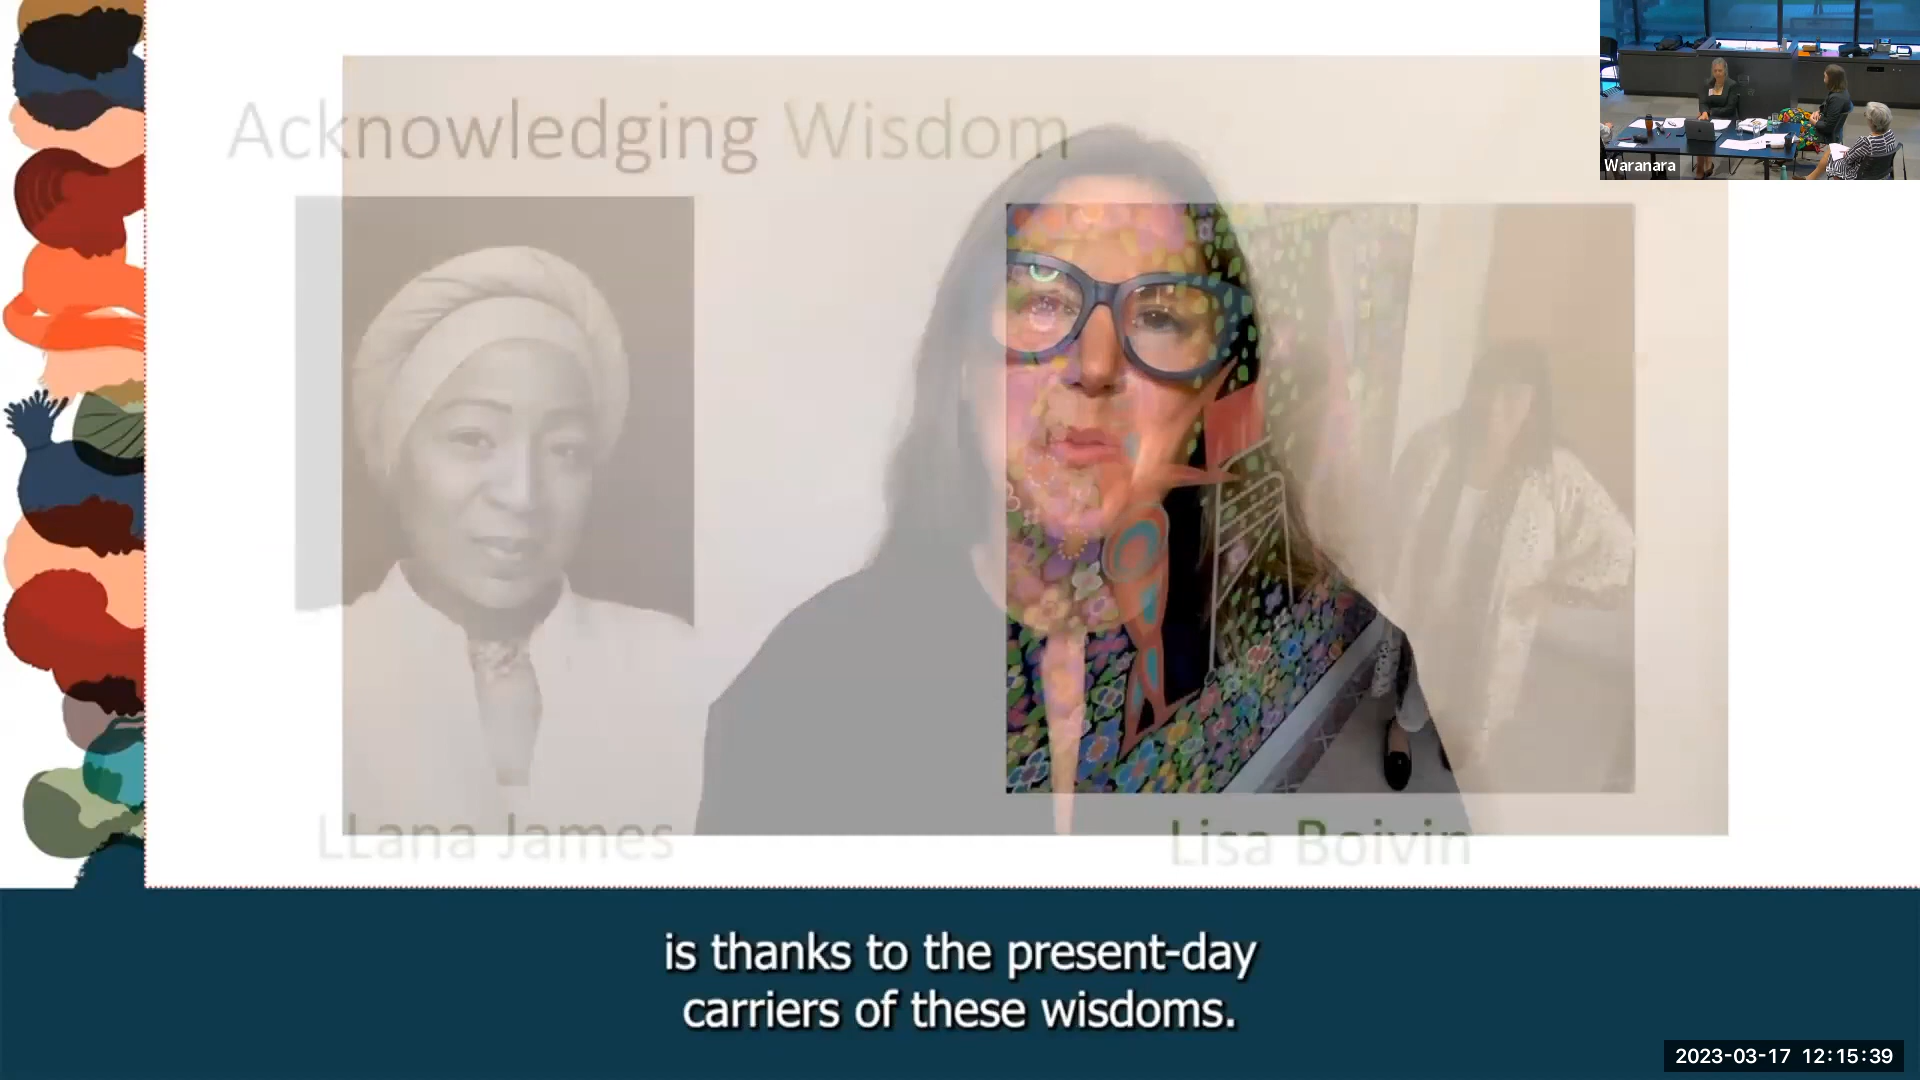 Acknowledging Wisdom
Waranara
LLana James
Lisa Boivin
is thanks to the present-day
carriers of these wisdoms.
2023-03-17 12:15:39